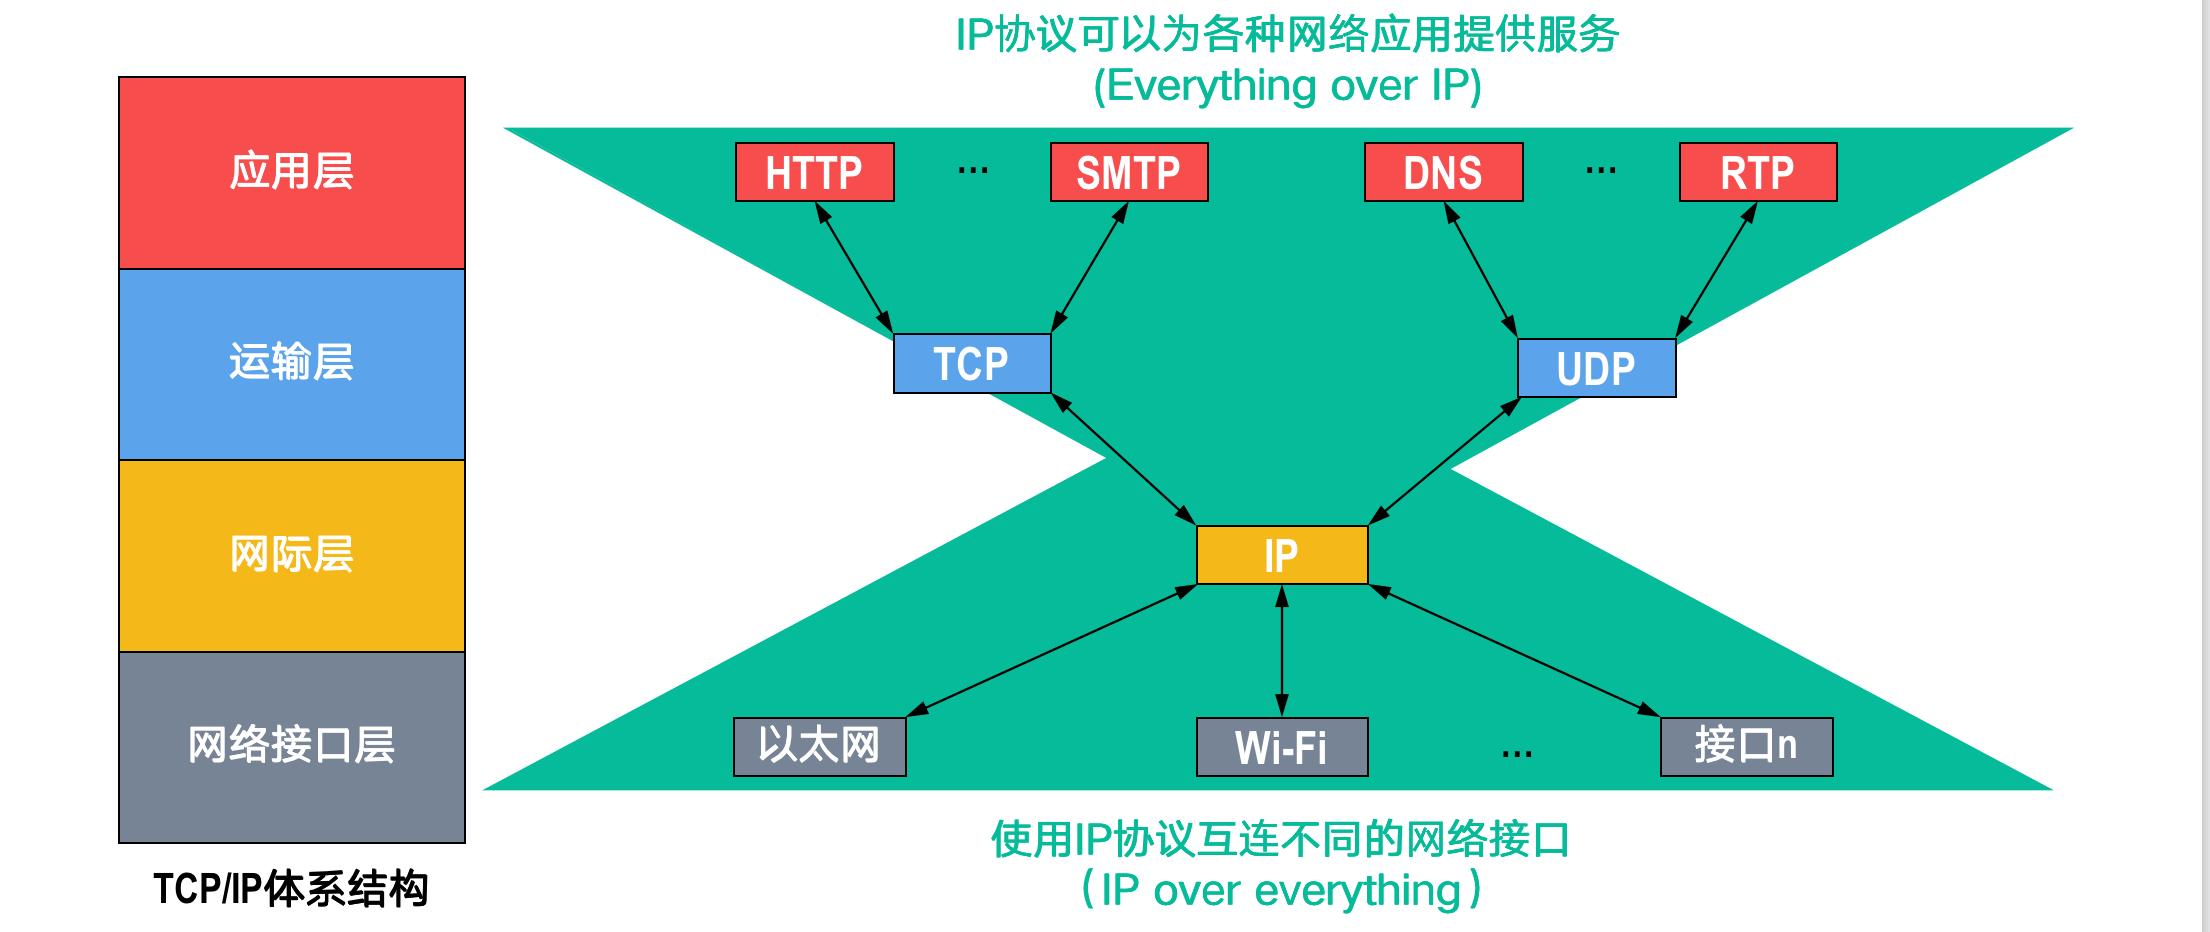 IP协议可以为各种网络应用提供服务
(Everything over IP)
应用层
HTTP ... SMTP DNS ... RTP
运输层
TCP UDP
网际层
IP
网络接口层
以太网 Wi-Fi ... 接口n
使用IP协议互连不同的网络接口
TCP/IP体系结构
(IP over everything)